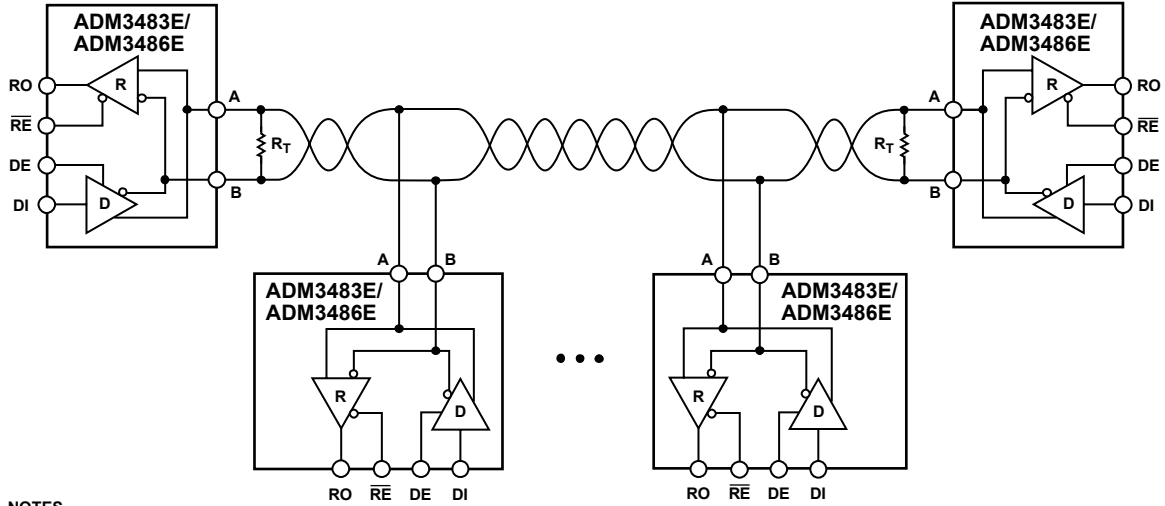 ADM3483E/
ADM3486E
RO
R
RE
DE
DI
D
A
B
RT
ADM3483E/
ADM3486E
A
B
RT
R
D
RO
RE
DE
DI
A B
ADM3483E/
ADM3486E
R
D
RO RE DE DI
A B
ADM3483E/
ADM3486E
R
D
RO RE DE DI
NOTES